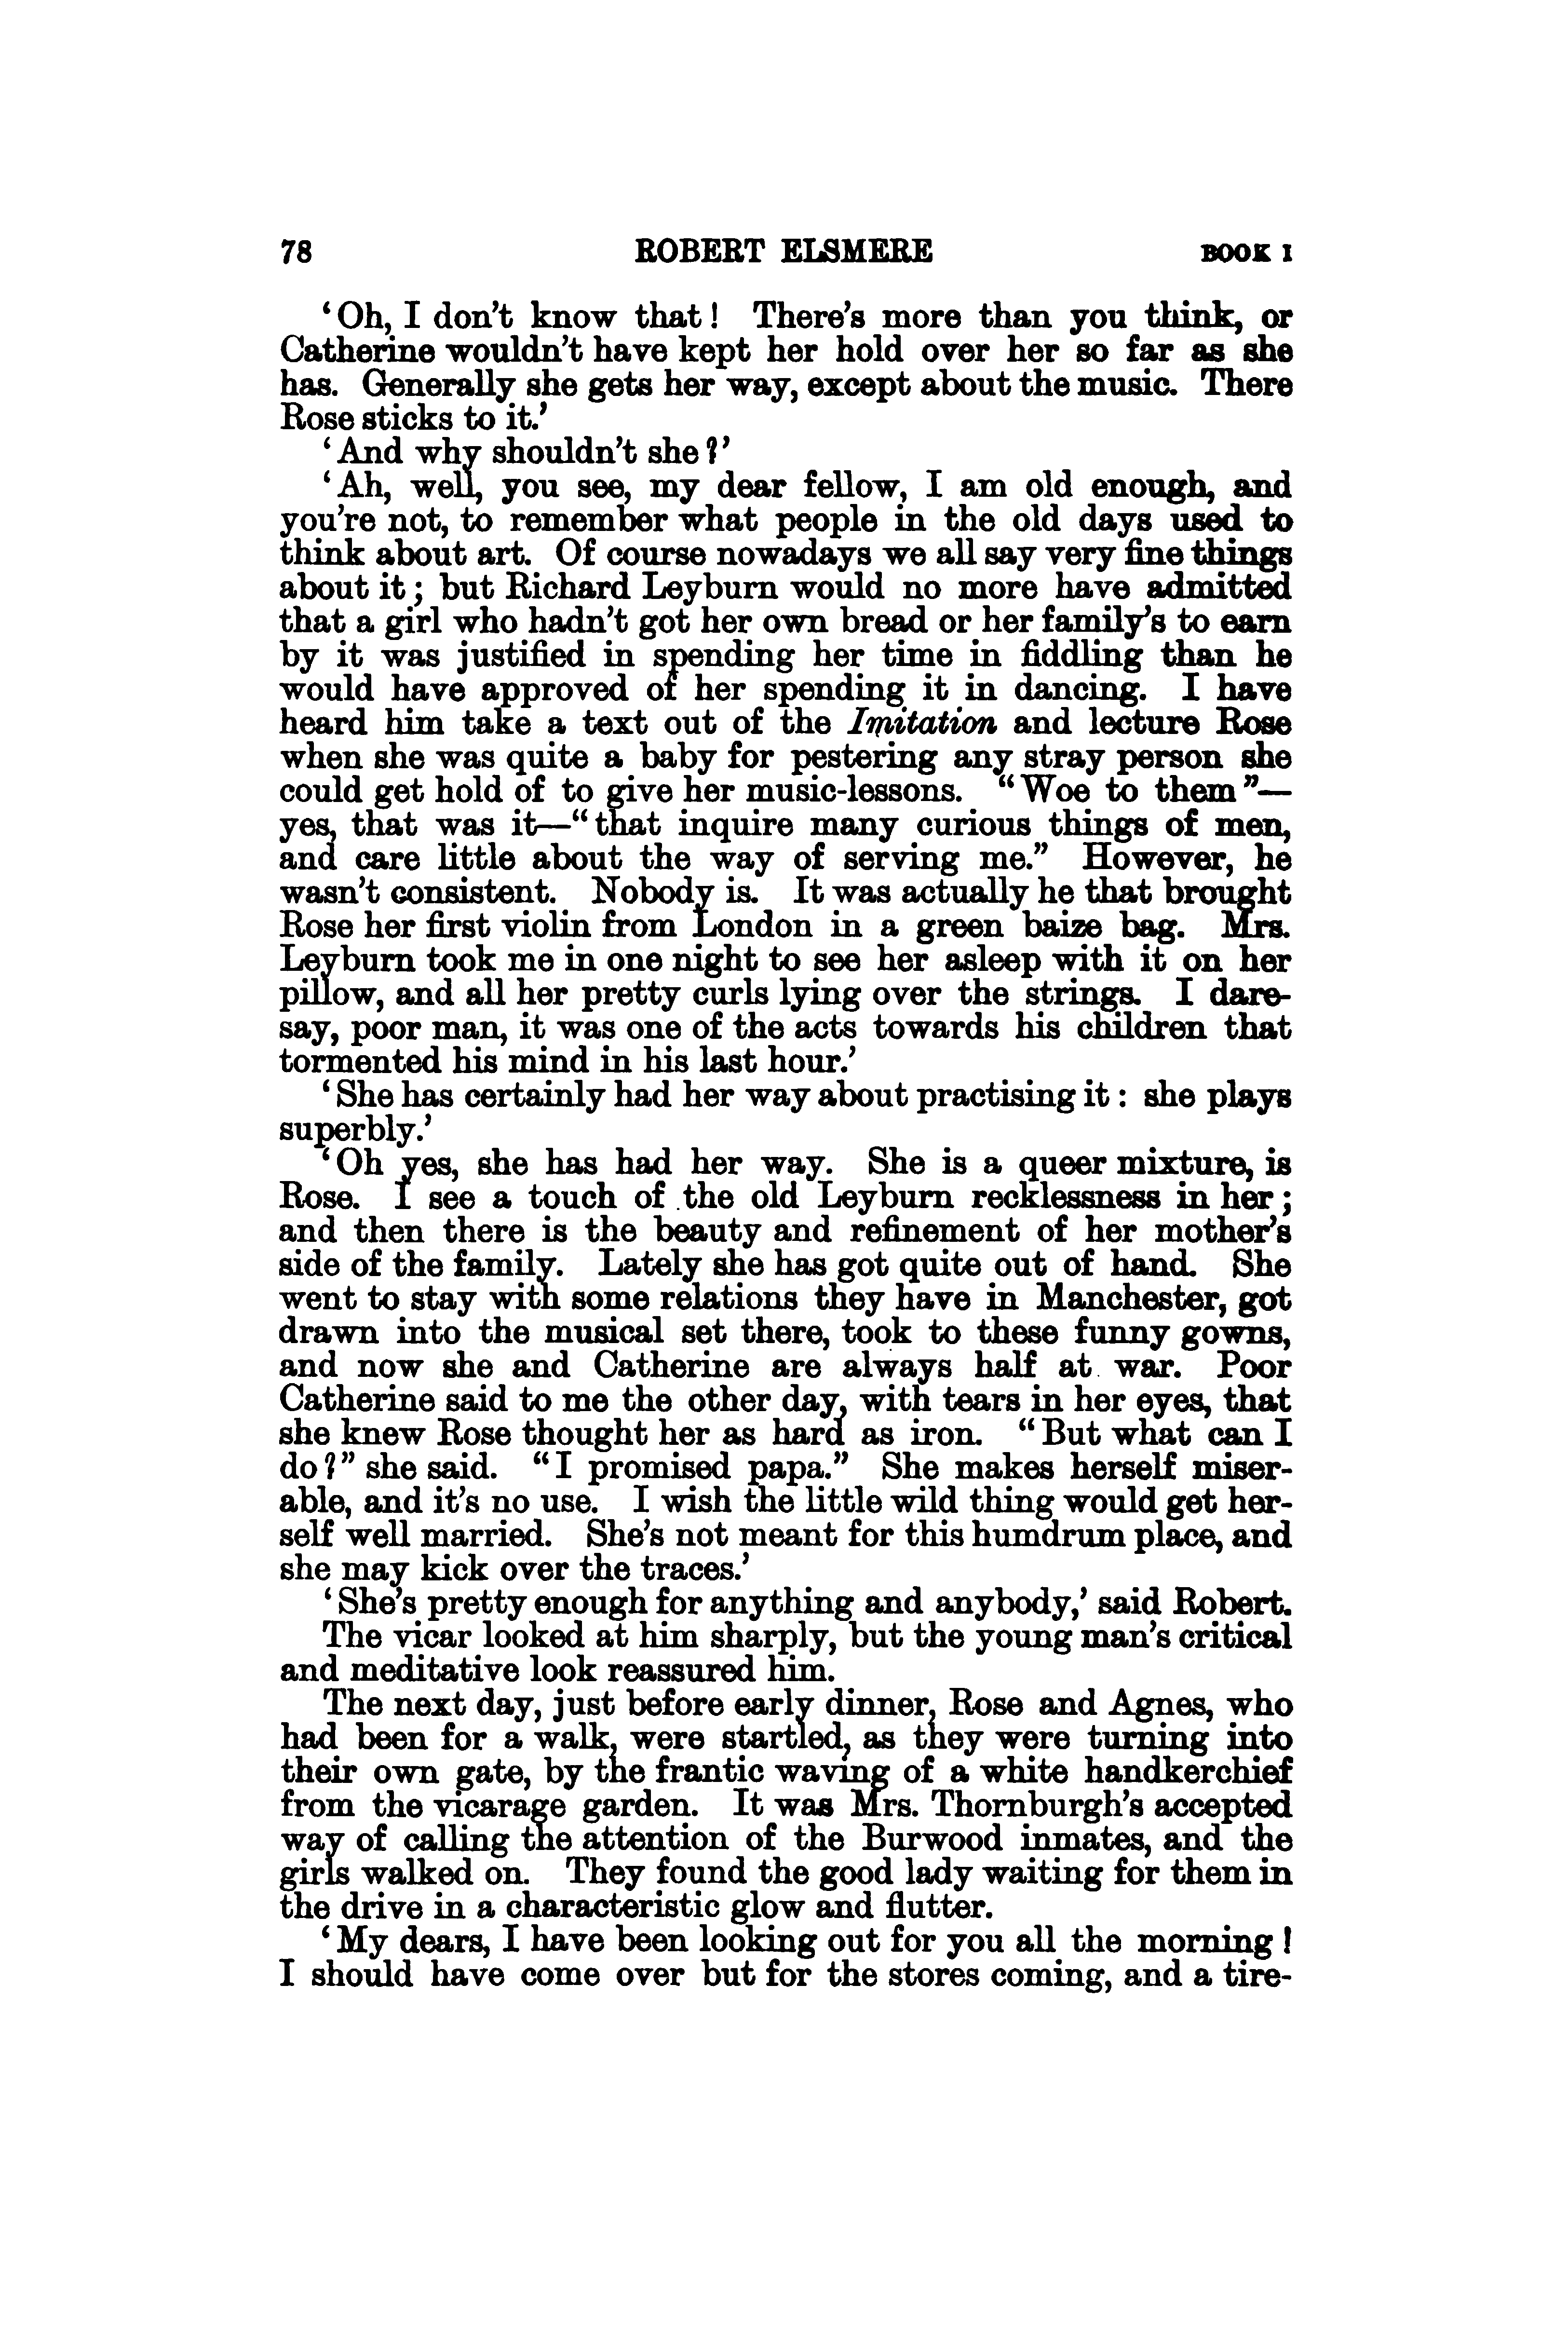 78 ROBERT ELSMERE BOOK I
‘Oh, I don't know that! There's more than you think, or
Catherine wouldn't have kept her hold over her so far as she
has. Generally she gets her way, except about the music. There
Rose sticks to it.’
‘And why shouldn't she?’
‘Ah, well, you see, my dear fellow, I am old enough, and
you're not, to remember what people in the old days used to
think about art. Of course nowadays we all say very fine things
about it; but Richard Leyburn would no more have admitted
that a girl who hadn't got her own bread or her family's to earn
by it was justified in spending her time in fiddling than he
would have approved of her spending it in dancing. I have
heard him take a text out of the Imitation and lecture Rose
when she was quite a baby for pestering any stray person she
could get hold of to give her music-lessons. “Woe to them”—
yes, that was it—“that inquire many curious things of men,
and care little about the way of serving me.” However, he
wasn't consistent. Nobody is. It was actually he that brought
Rose her first violin from London in a green baize bag. Mrs.
Leyburn took me in one night to see her asleep with it on her
pillow, and all her pretty curls lying over the strings. I dare-
say, poor man, it was one of the acts towards his children that
tormented his mind in his last hour.’
‘She has certainly had her way about practising it: she plays
superbly.’
‘Oh yes, she has had her way. She is a queer mixture, is
Rose. I see a touch of the old Leyburn recklessness in her;
and then there is the beauty and refinement of her mother's
side of the family. Lately she has got quite out of hand. She
went to stay with some relations they have in Manchester, got
drawn into the musical set there, took to these funny gowns,
and now she and Catherine are always half at war. Poor
Catherine said to me the other day, with tears in her eyes, that
she knew Rose thought her as hard as iron. “But what can I
do?” she said. “I promised papa.” She makes herself miser-
able, and it's no use. I wish the little wild thing would get her-
self well married. She's not meant for this humdrum place, and
she may kick over the traces.’
‘She's pretty enough for anything and anybody,’ said Robert.
The vicar looked at him sharply, but the young man's critical
and meditative look reassured him.
The next day, just before early dinner, Rose and Agnes, who
had been for a walk, were startled, as they were turning into
their own gate, by the frantic waving of a white handkerchief
from the vicarage garden. It was Mrs. Thornburgh's accepted
way of calling the attention of the Burwood inmates, and the
girls walked on. They found the good lady waiting for them in
the drive in a characteristic glow and flutter.
‘My dears, I have been looking out for you all the morning!
I should have come over but for the stores coming, and a tire-